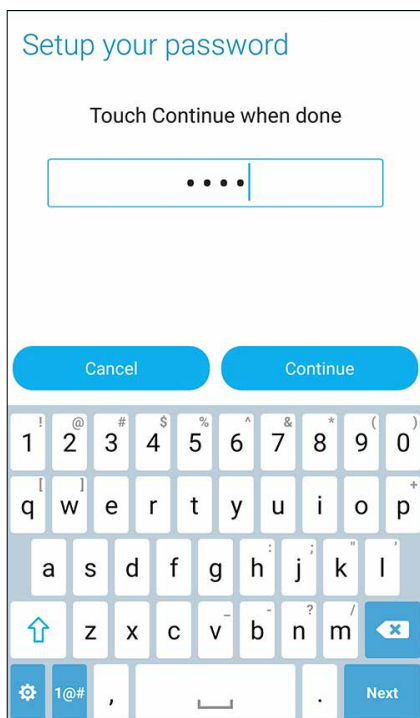 Setup your password
Touch Continue when done
••••
Cancel Continue
! @ # $ % ^ & * ( )
1 2 3 4 5 6 7 8 9 0
[ ] +
q w e r t y u i o p
: ; " '
a s d f g h j k l
_ - ? /
z x c v b n m
1@# , . Next